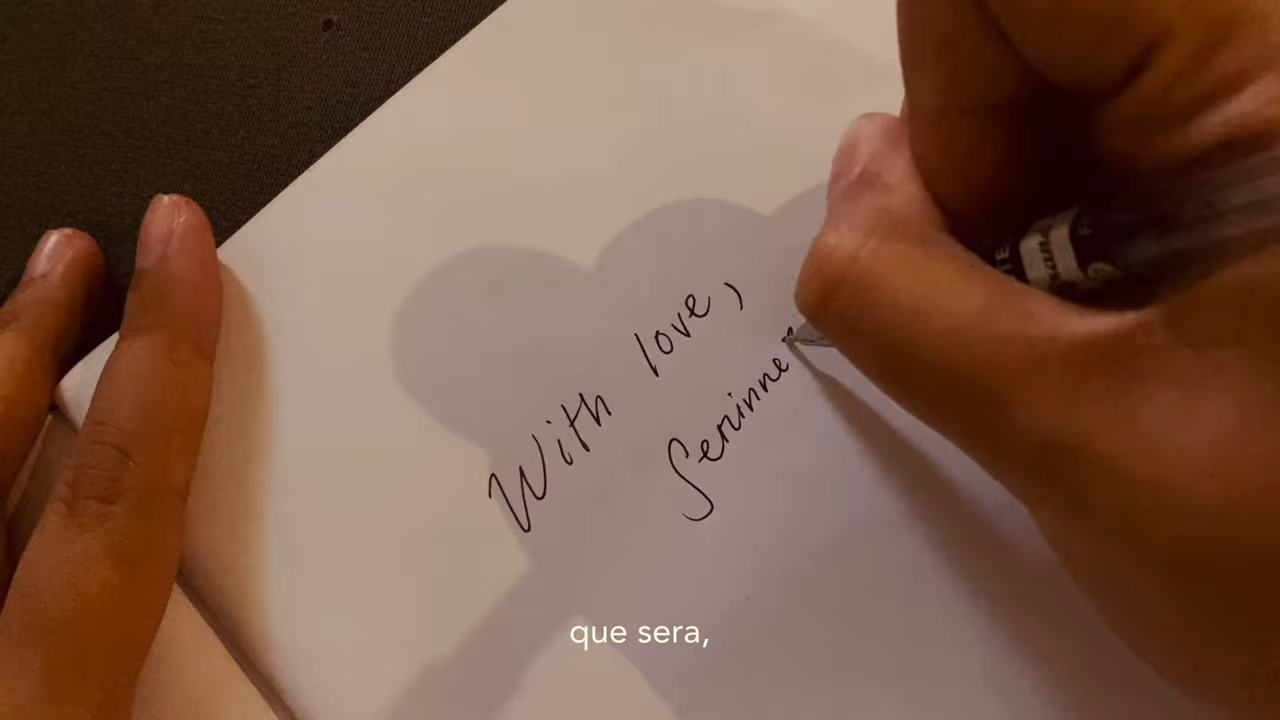 With love,
Serinne
que sera,